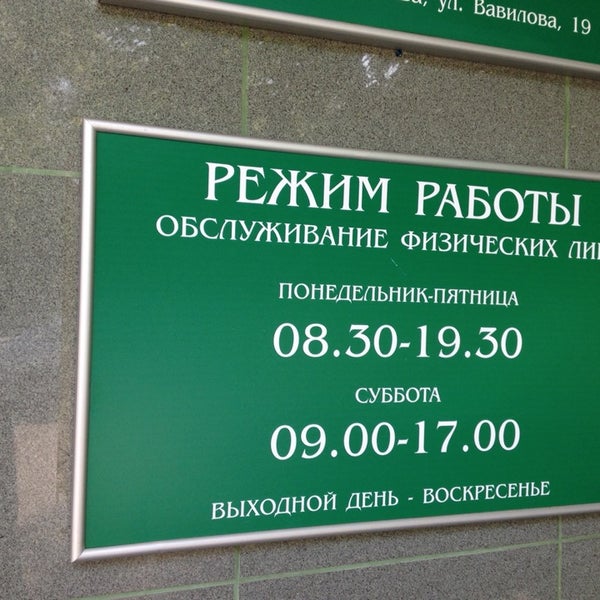 ул. Вавилова, 19
РЕЖИМ РАБОТЫ
ОБСЛУЖИВАНИЕ ФИЗИЧЕСКИХ
ПОНЕДЕЛЬНИК-ПЯТНИЦА
08.30-19.30
СУББОТА
09.00-17.00
ВЫХОДНОЙ ДЕНЬ - ВОСКРЕСЕНЬЕ